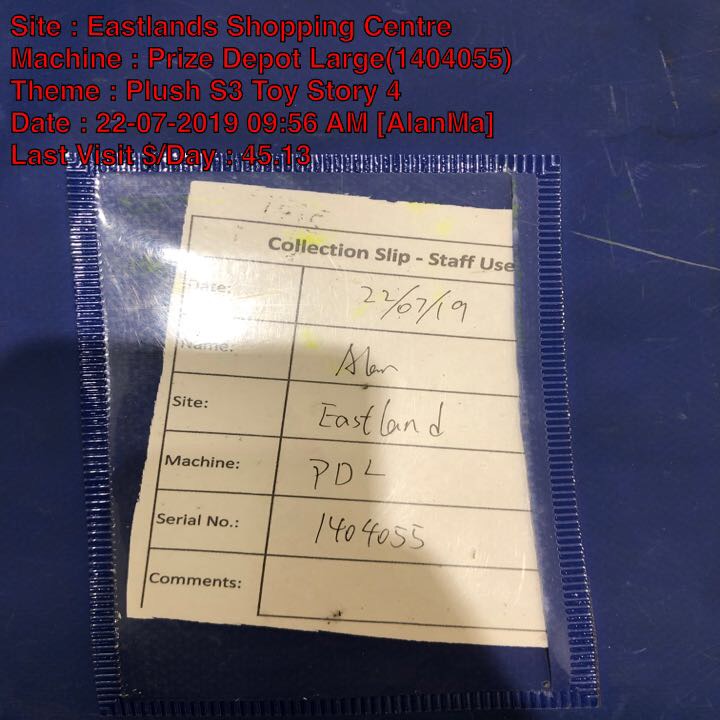 Site : Eastlands Shopping Centre
Machine : Prize Depot Large(1404055)
Theme : Plush S3 Toy Story 4
Date : 22-07-2019 09:56 AM [AlanMa]
Last Visit $/Day : 45.13
Collection Slip - Staff Use
Date: 22/07/19
Name: Alan
Site: Eastland
Machine: PDL
Serial No.: 1404055
Comments: